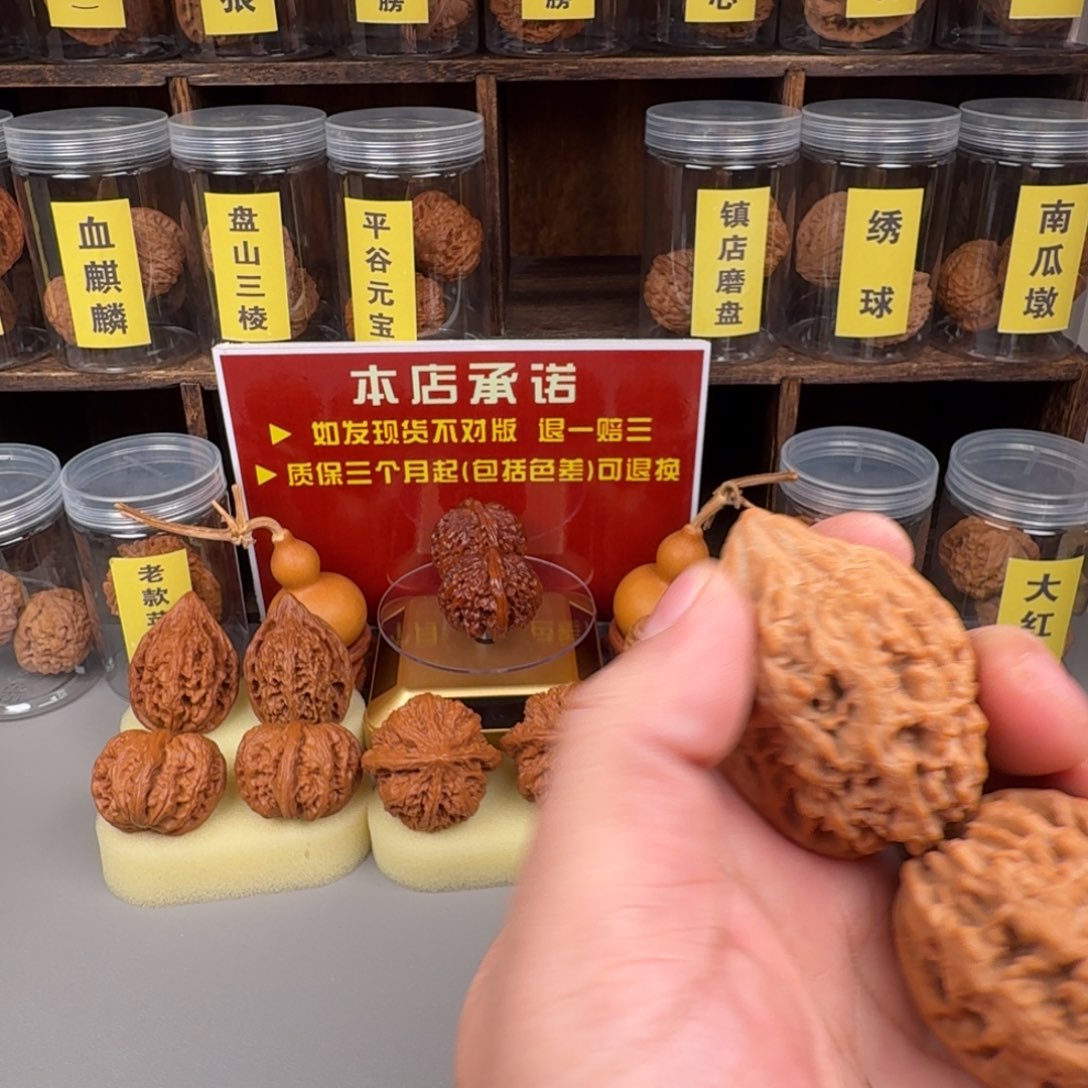 血麒麟
盘山三棱
平谷元宝
镇店磨盘
绣球
南瓜墩
本店承诺
如发现货不对版 退一赔三
质保三个月起(包括色差)可退换
老款
大红